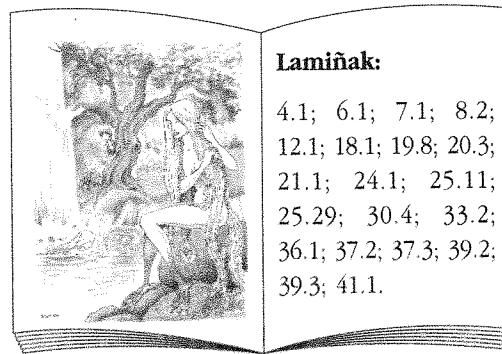 Lamiñak:
4.1; 6.1; 7.1; 8.2;
12.1; 18.1; 19.8; 20.3;
21.1; 24.1; 25.11;
25.29; 30.4; 33.2;
36.1; 37.2; 37.3; 39.2;
39.3; 41.1.